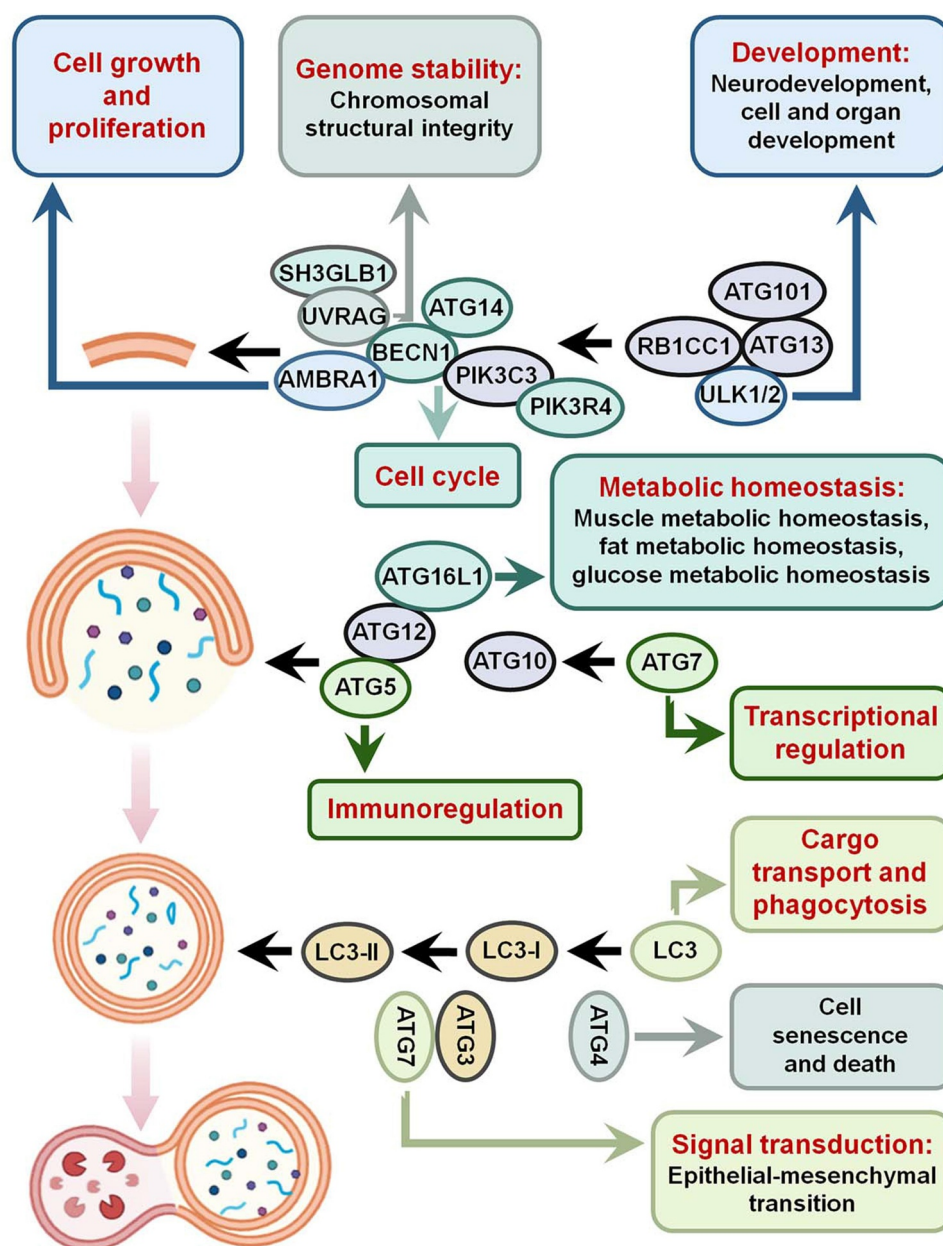 Cell growth
and
proliferation
Genome stability:
Chromosomal
structural integrity
Development:
Neurodevelopment,
cell and organ
development
SH3GLB1
UVRAG
ATG14
BECN1
AMBRA1
PIK3C3
PIK3R4
ATG101
RB1CC1
ATG13
ULK1/2
Cell cycle
Metabolic homeostasis:
Muscle metabolic homeostasis,
fat metabolic homeostasis,
glucose metabolic homeostasis
ATG16L1
ATG12
ATG5
ATG10
ATG7
Transcriptional
regulation
Immunoregulation
Cargo
transport and
phagocytosis
LC3-II
LC3-I
LC3
ATG7
ATG3
ATG4
Cell
senescence
and death
Signal transduction:
Epithelial-mesenchymal
transition